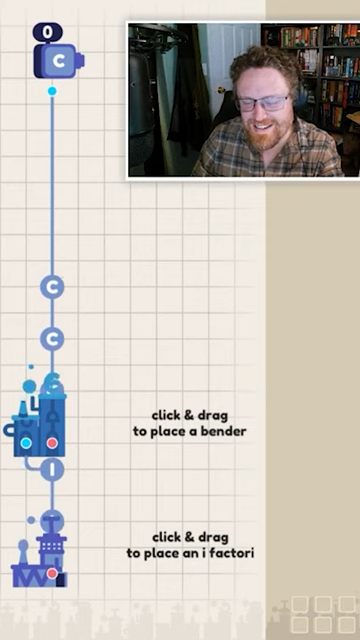 0
C
C
C
click & drag
to place a bender
I
click & drag
to place an i factori